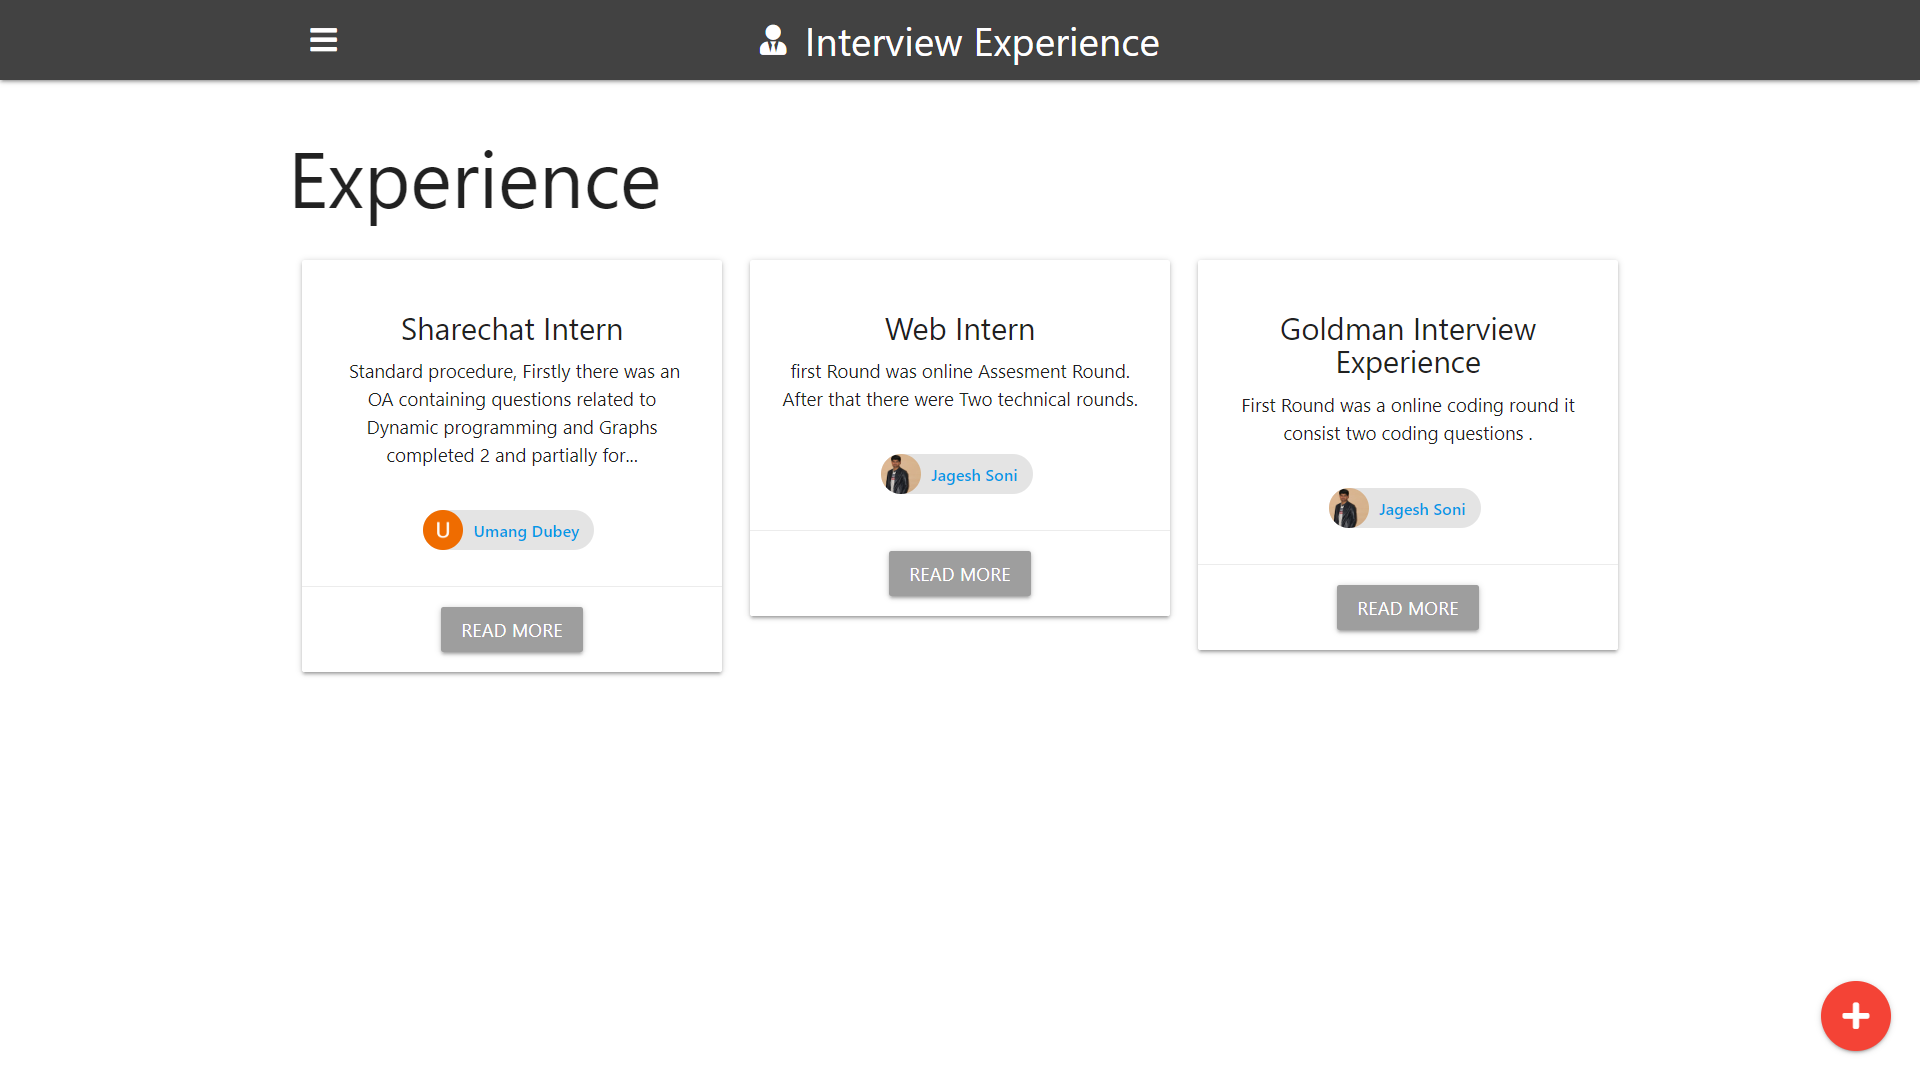 Interview Experience
Experience
Sharechat Intern
Standard procedure, Firstly there was an
OA containing questions related to
Dynamic programming and Graphs
completed 2 and partially for...
U
Umang Dubey
READ MORE
Web Intern
first Round was online Assesment Round.
After that there were Two technical rounds.
Jagesh Soni
READ MORE
Goldman Interview
Experience
First Round was a online coding round it
consist two coding questions .
Jagesh Soni
READ MORE